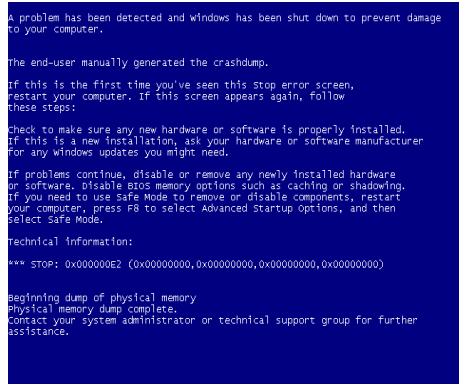 A problem has been detected and Windows has been shut down to prevent damage
to your computer.
The end-user manually generated the crashdump.
If this is the first time you've seen this Stop error screen,
restart your computer. If this screen appears again, follow
these steps:
Check to make sure any new hardware or software is properly installed.
If this is a new installation, ask your hardware or software manufacturer
for any Windows updates you might need.
If problems continue, disable or remove any newly installed hardware
or software. Disable BIOS memory options such as caching or shadowing.
If you need to use Safe Mode to remove or disable components, restart
your computer, press F8 to select Advanced Startup Options, and then
select Safe Mode.
Technical information:
*** STOP: 0x000000E2 (0x00000000,0x00000000,0x00000000,0x00000000)
Beginning dump of physical memory
Physical memory dump complete.
Contact your system administrator or technical support group for further
assistance.